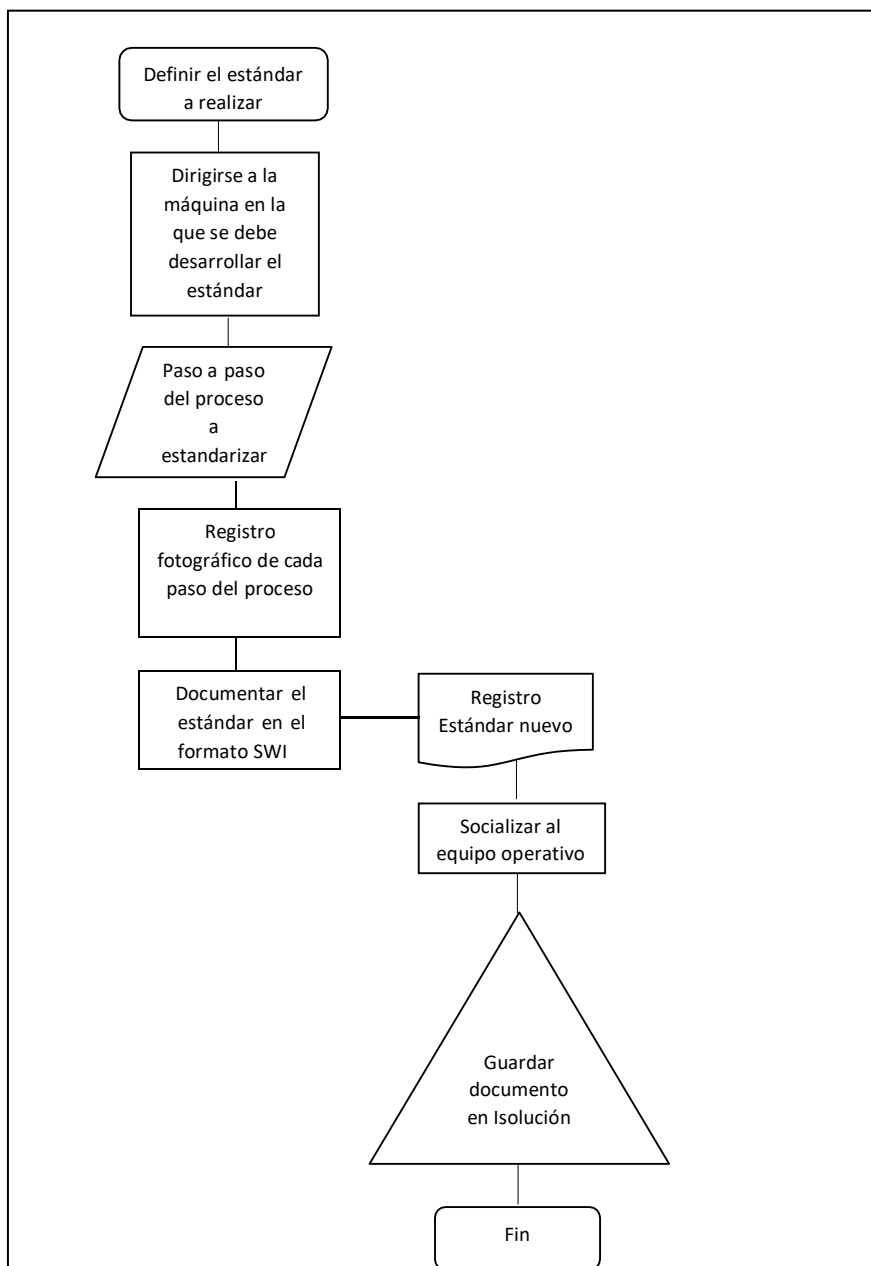 Definir el estándar
a realizar
Dirigirse a la
máquina en la
que se debe
desarrollar el
estándar
Paso a paso
del proceso
a
estandarizar
Registro
fotográfico de cada
paso del proceso
Documentar el
estándar en el
formato SWI
Registro
Estándar nuevo
Socializar al
equipo operativo
Guardar
documento
en Isolución
Fin